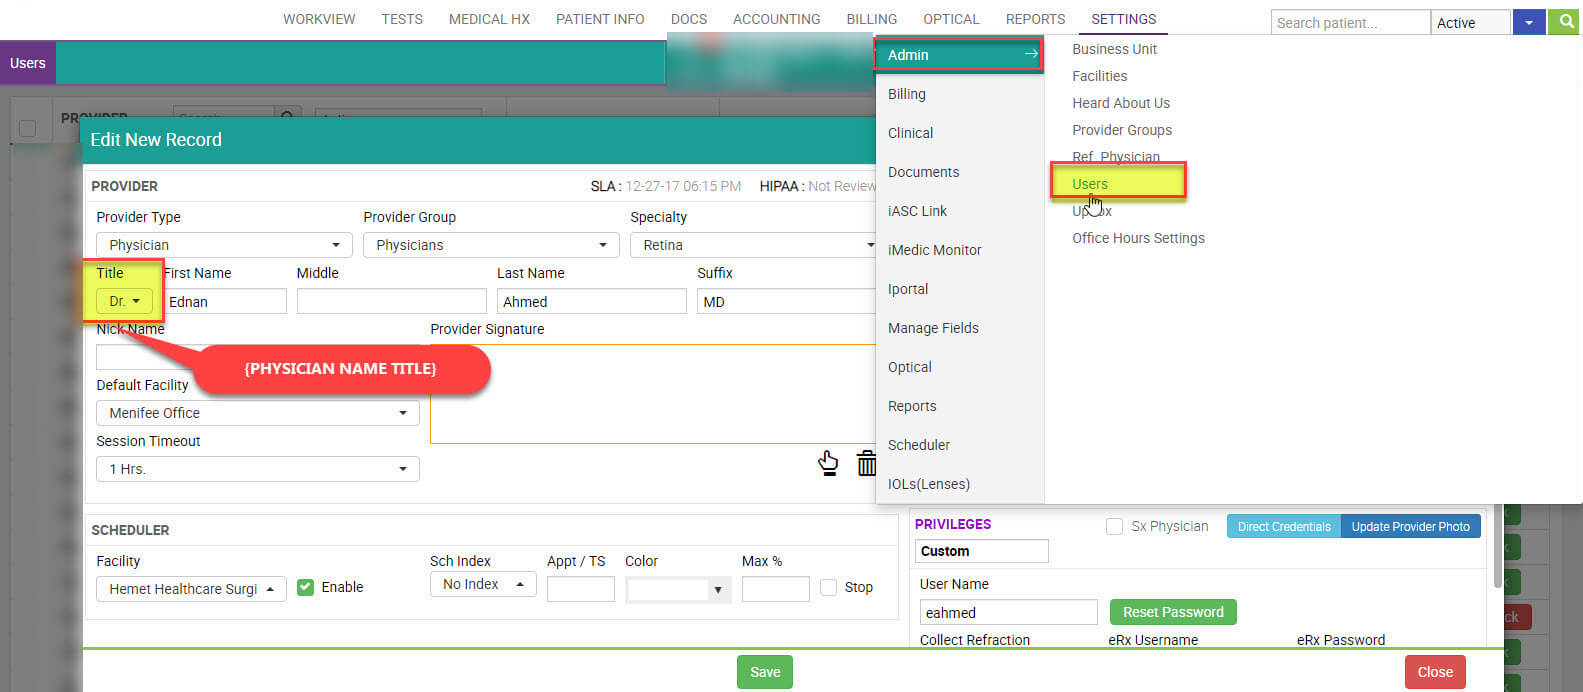 WORKVIEW TESTS MEDICAL HX PATIENT INFO DOCS ACCOUNTING BILLING OPTICAL REPORTS SETTINGS Search patient... Active
Users
Admin
Billing
Clinical
Documents
iASC Link
iMedic Monitor
Iportal
Manage Fields
Optical
Reports
Scheduler
IOLs(Lenses)
Business Unit
Facilities
Heard About Us
Provider Groups
Ref. Physician
Users
Office Hours Settings
Edit New Record
PROVIDER SLA : 12-27-17 06:15 PM HIPAA : Not Review
Provider Type Provider Group Specialty
Physician Physicians Retina
Title First Name Middle Last Name Suffix
Dr. Ednan Ahmed MD
Nick Name Provider Signature
{PHYSICIAN NAME TITLE}
Default Facility
Menifee Office
Session Timeout
1 Hrs.
SCHEDULER
Facility Sch Index Appt / TS Color Max %
Hemet Healthcare Surgi Enable No Index Stop
PRIVILEGES Sx Physician Direct Credentials Update Provider Photo
Custom
User Name
eahmed Reset Password
Collect Refraction eRx Username eRx Password
Save Close